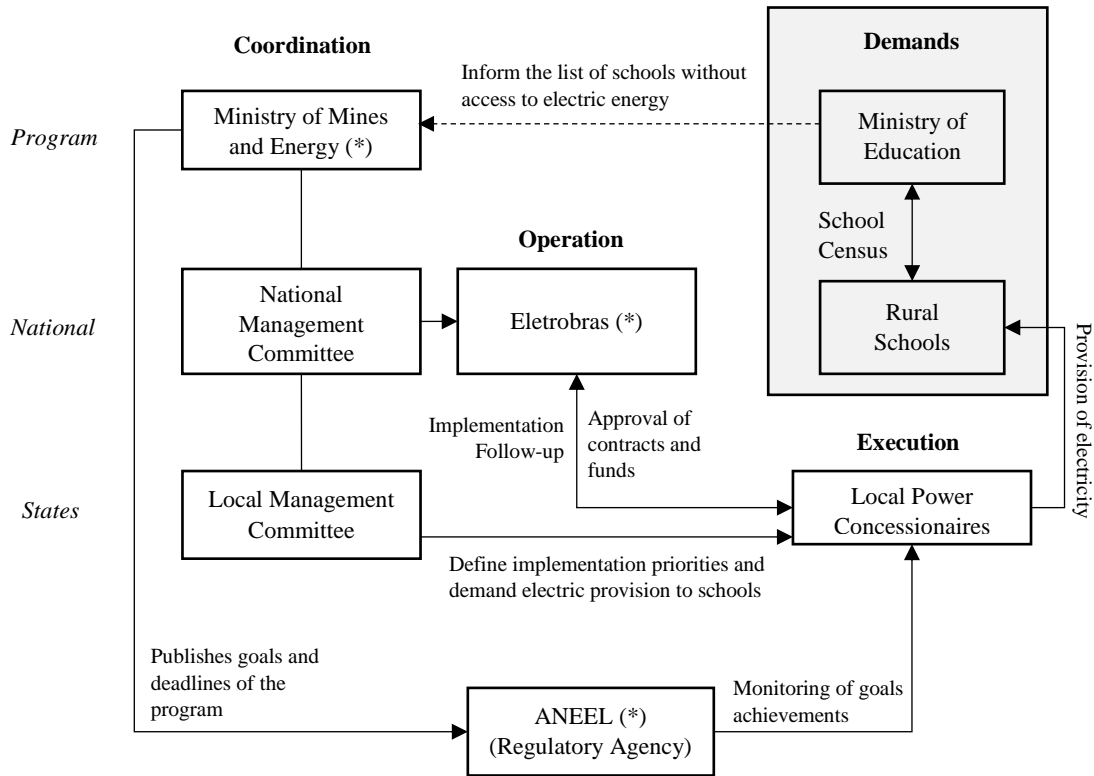 Coordination
Demands
Inform the list of schools without
access to electric energy
Program
Ministry of Mines
and Energy (*)
Ministry of
Education
School
Census
Operation
National
National
Management
Committee
Eletrobras (*)
Rural
Schools
Provision of electricity
Implementation
Follow-up
Approval of
contracts and
funds
Execution
States
Local Management
Committee
Local Power
Concessionaires
Define implementation priorities and
demand electric provision to schools
Publishes goals and
deadlines of the
program
ANEEL (*)
(Regulatory Agency)
Monitoring of goals
achievements